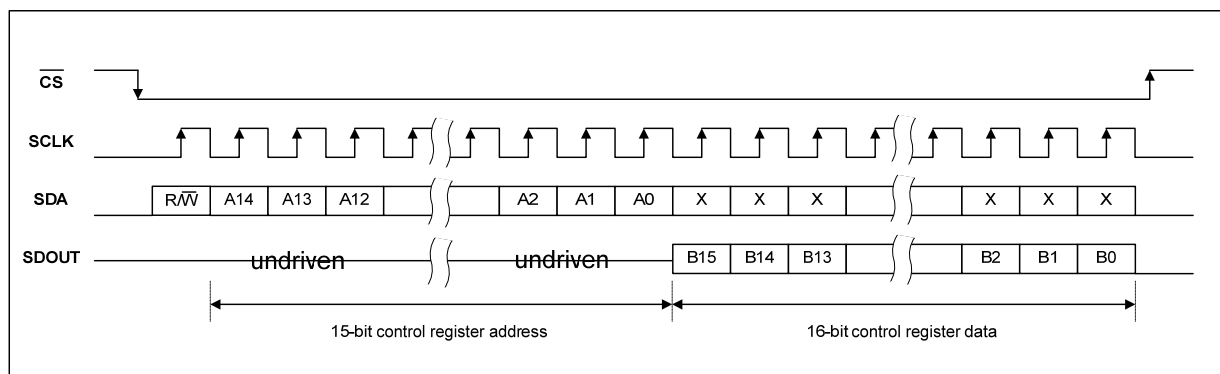 C̅S̅
SCLK
SDA R/W̅ A14 A13 A12 A2 A1 A0 X X X X X X
SDOUT undriven undriven B15 B14 B13 B2 B1 B0
15-bit control register address 16-bit control register data